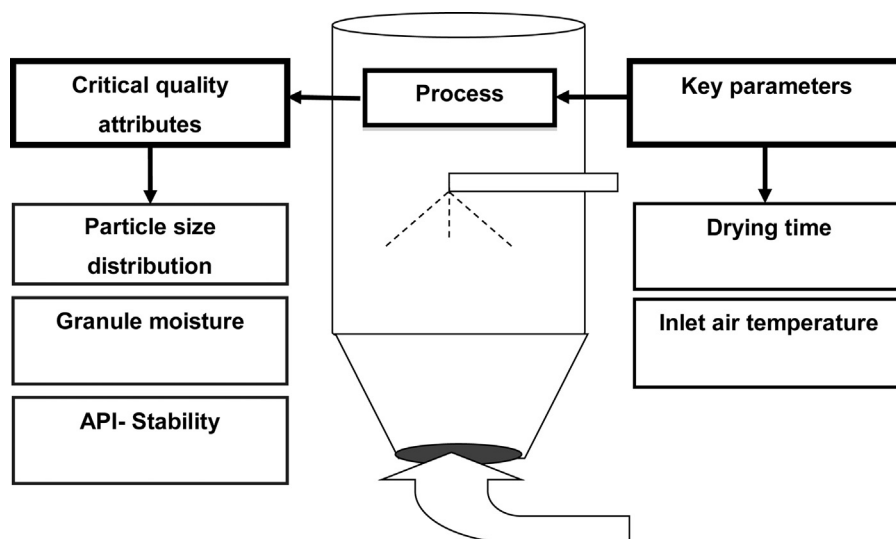 Critical quality
attributes
Process
Key parameters
Particle size
distribution
Granule moisture
API- Stability
Drying time
Inlet air temperature